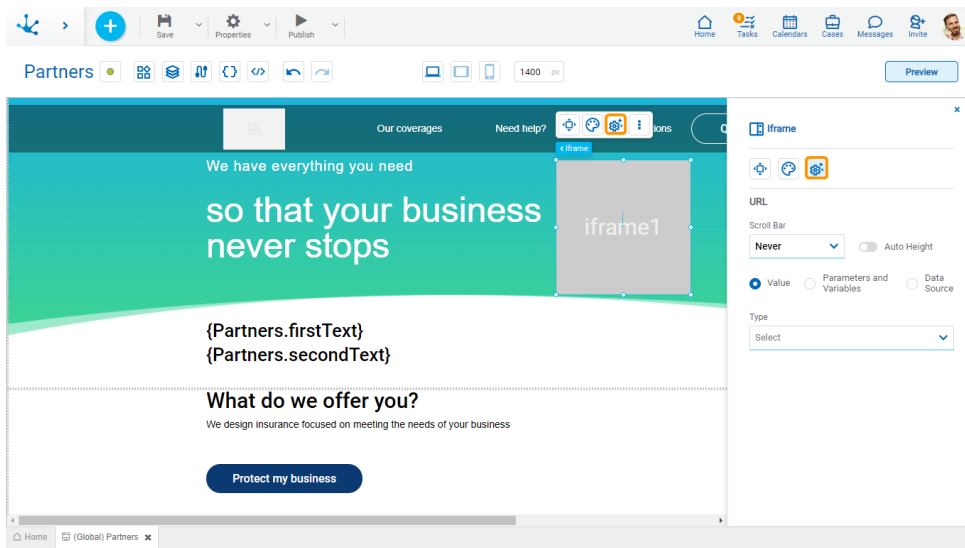 Save
Properties
Publish
Home
9
Tasks
Calendars
Cases
Messages
Invite
Partners
1400 px
Preview
Our coverages
Need help?
ions
Q
< Iframe
We have everything you need
so that your business
never stops
iframe1
{Partners.firstText}
{Partners.secondText}
What do we offer you?
We design insurance focused on meeting the needs of your business
Protect my business
Iframe
URL
Scroll Bar
Never
Auto Height
Value
Parameters and
Variables
Data
Source
Type
Select
Home
(Global) Partners